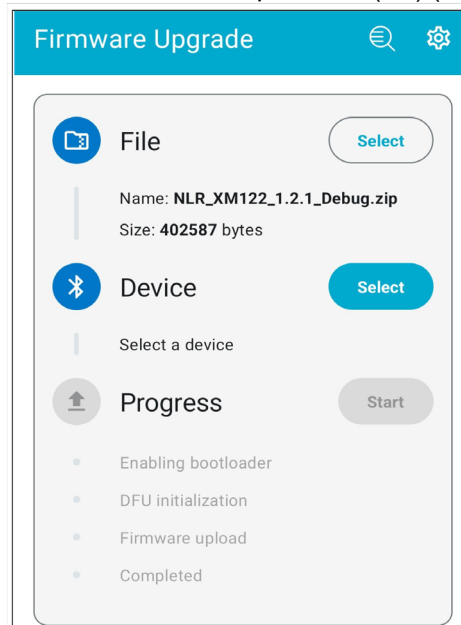 Firmware Upgrade
File
Select
Name: NLR_XM122_1.2.1_Debug.zip
Size: 402587 bytes
Device
Select
Select a device
Progress
Start
Enabling bootloader
DFU initialization
Firmware upload
Completed